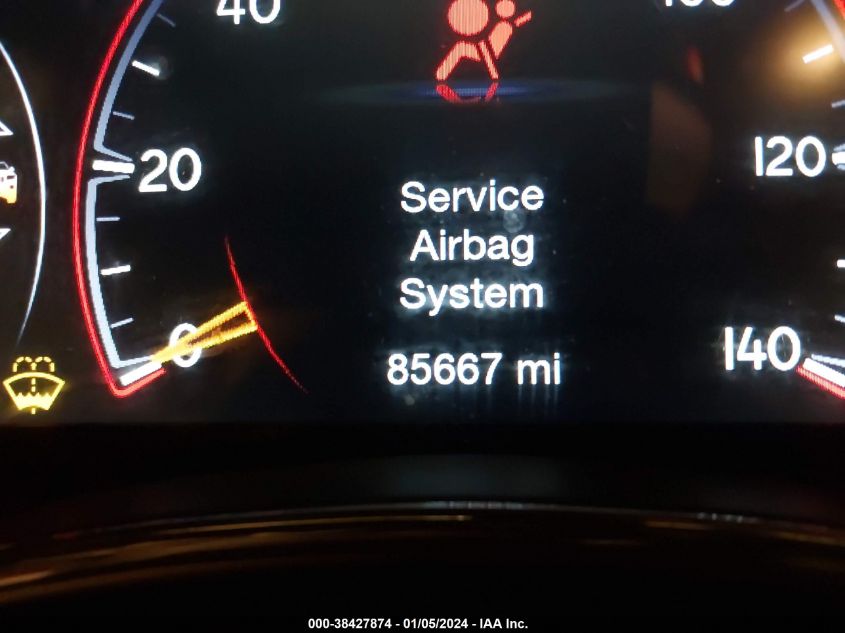 40
20
120
Service
Airbag
System
0
140
85667 mi
000-38427874 - 01/05/2024 - IAA Inc.